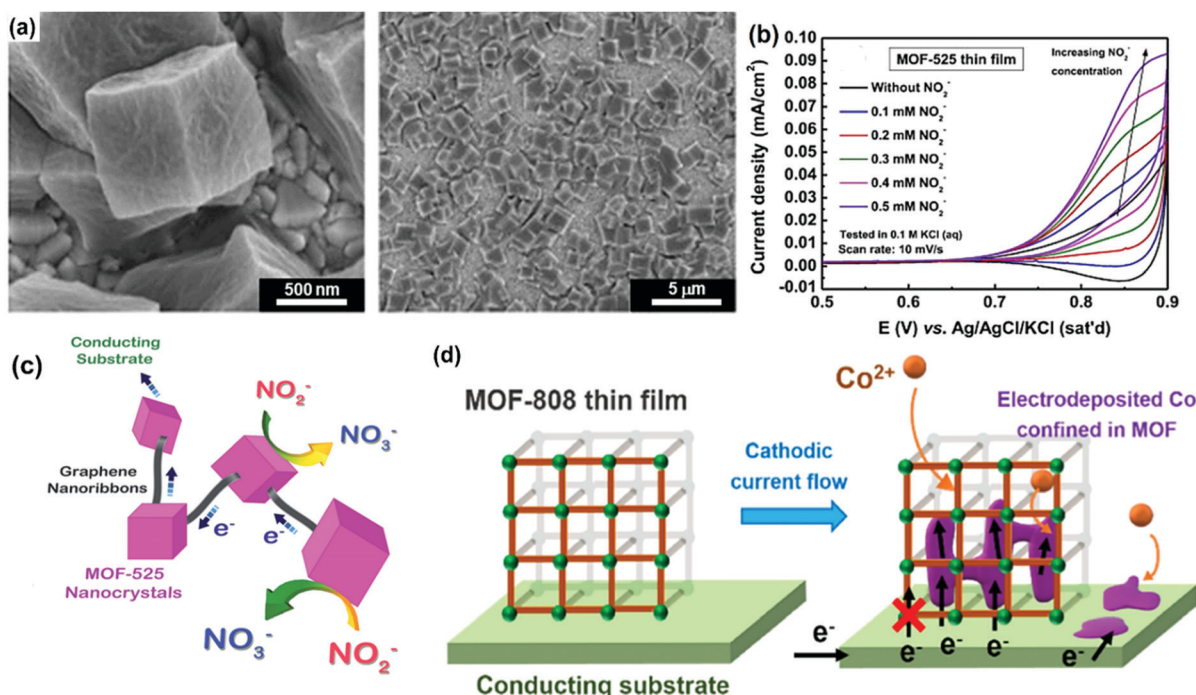 (a)
500 nm
5 μm
(b)
Current density (mA/cm²)
0.10
0.09
0.08
0.07
0.06
0.05
0.04
0.03
0.02
0.01
0.00
-0.01
MOF-525 thin film
Increasing NO₂⁻
concentration
Without NO₂⁻
0.1 mM NO₂⁻
0.2 mM NO₂⁻
0.3 mM NO₂⁻
0.4 mM NO₂⁻
0.5 mM NO₂⁻
Tested in 0.1 M KCl (aq)
Scan rate: 10 mV/s
0.5 0.6 0.7 0.8 0.9
E (V) vs. Ag/AgCl/KCl (sat'd)
(c)
Conducting
Substrate
NO₂⁻
NO₃⁻
Graphene
Nanoribbons
e⁻
e⁻
MOF-525
Nanocrystals
NO₃⁻
NO₂⁻
(d)
MOF-808 thin film
Conducting substrate
Cathodic
current flow
Co²⁺
Electrodeposited Co
confined in MOF
e⁻
e⁻
e⁻
e⁻
e⁻